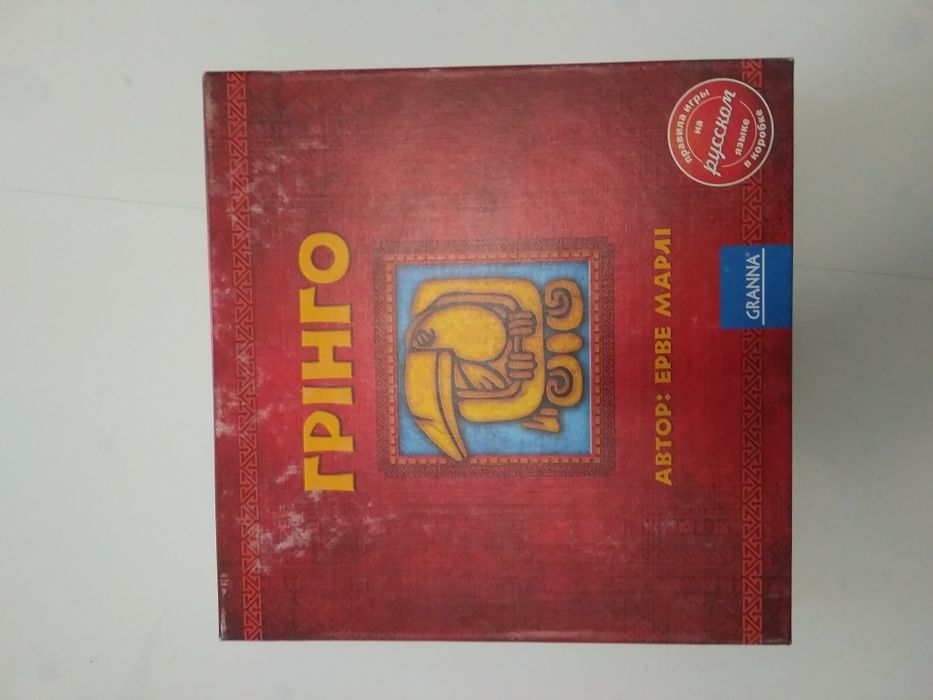 ГРІНГО
АВТОР: ЕРВЕ МАРЛІ
GRANNA®
правила игры
на
русском
языке
в коробке